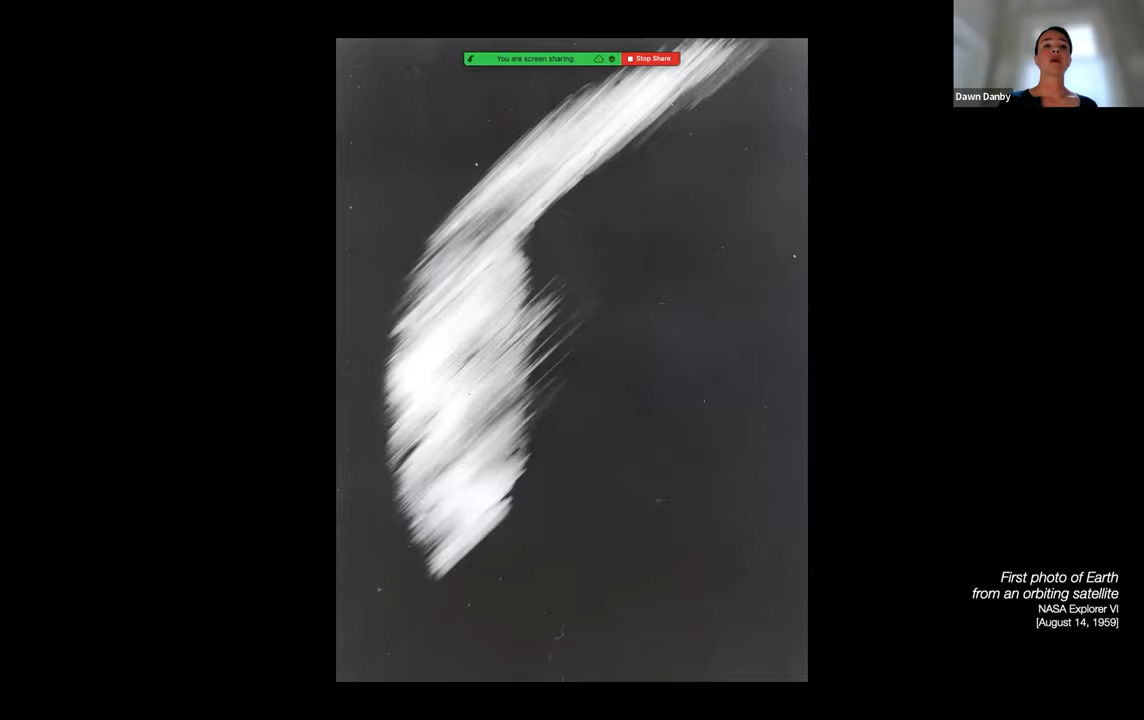 You are screen sharing
Stop Share
Dawn Danby
First photo of Earth
from an orbiting satellite
NASA Explorer VI
[August 14, 1959]